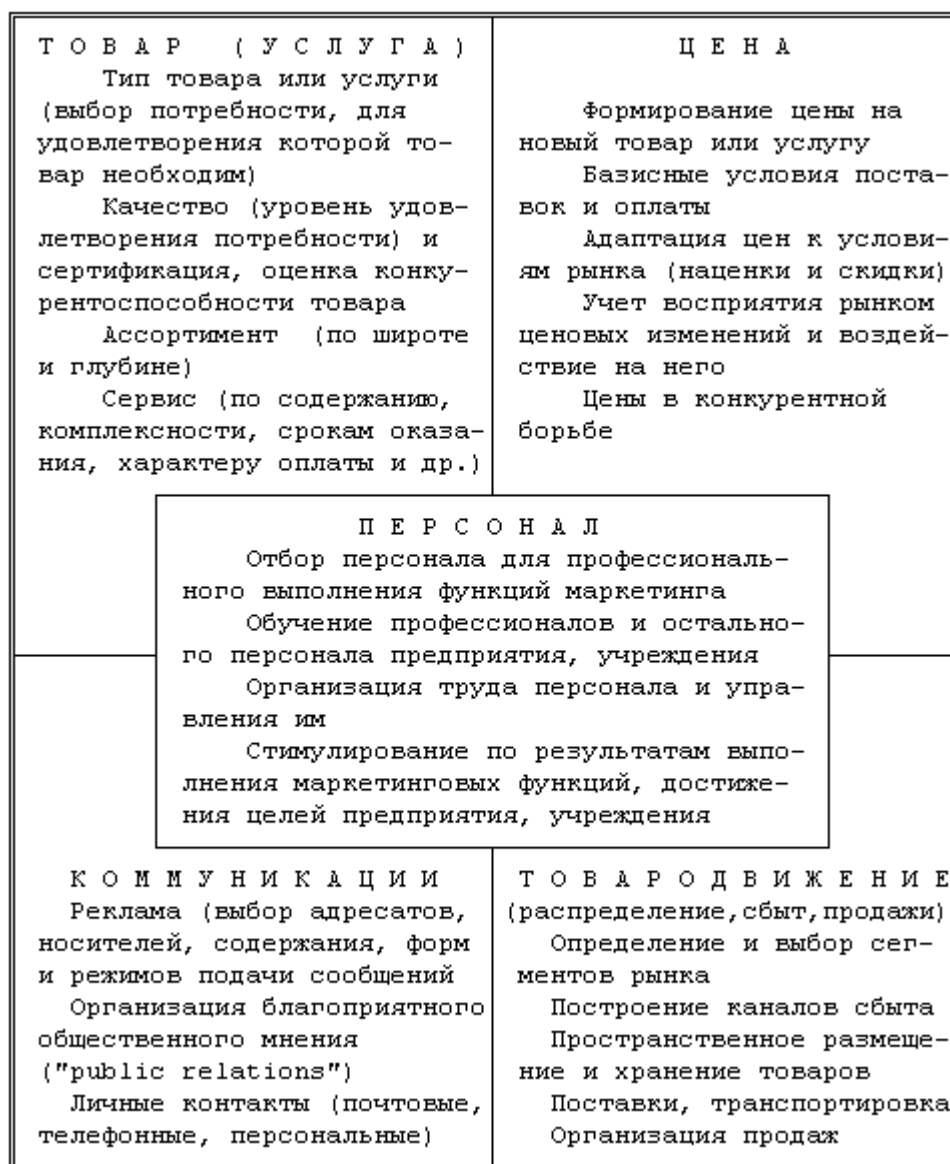 Т О В А Р ( У С Л У Г А )
Тип товара или услуги
(выбор потребности, для
удовлетворения которой то-
вар необходим)
Качество (уровень удов-
летворения потребности) и
сертификация, оценка конку-
рентоспособности товара
Ассортимент (по широте
и глубине)
Сервис (по содержанию,
комплексности, срокам оказа-
ния, характеру оплаты и др.)
Ц Е Н А
Формирование цены на
новый товар или услугу
Базисные условия поста-
вок и оплаты
Адаптация цен к услови-
ям рынка (наценки и скидки)
Учет восприятия рынком
ценовых изменений и воздей-
ствие на него
Цены в конкурентной
борьбе
П Е Р С О Н А Л
Отбор персонала для профессиональ-
ного выполнения функций маркетинга
Обучение профессионалов и остально-
го персонала предприятия, учреждения
Организация труда персонала и упра-
вления им
Стимулирование по результатам выпо-
лнения маркетинговых функций, достиже-
ния целей предприятия, учреждения
К О М М У Н И К А Ц И И
Реклама (выбор адресатов,
носителей, содержания, форм
и режимов подачи сообщений
Организация благоприятного
общественного мнения
("public relations")
Личные контакты (почтовые,
телефонные, персональные)
Т О В А Р О Д В И Ж Е Н И Е
(распределение,сбыт,продажи)
Определение и выбор сег-
ментов рынка
Построение каналов сбыта
Пространственное размеще-
ние и хранение товаров
Поставки, транспортировка
Организация продаж